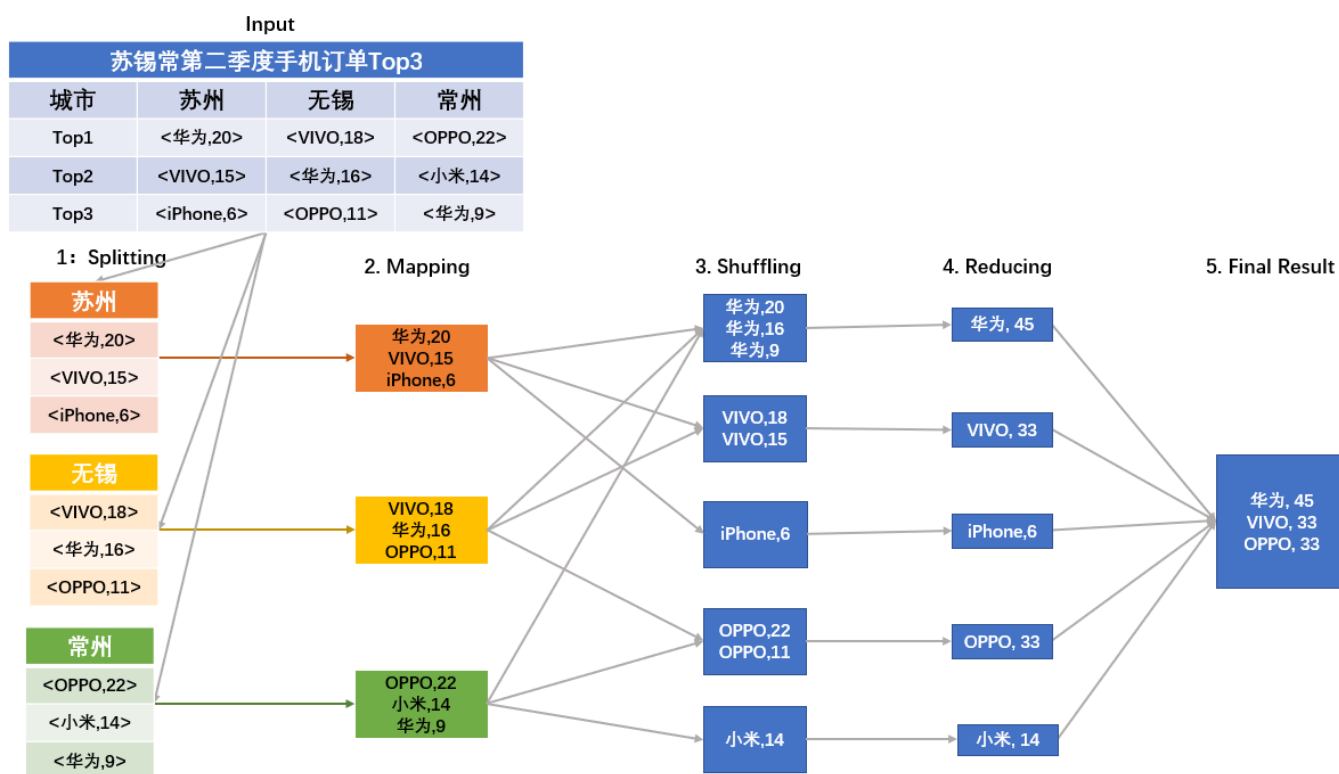 Input
苏锡常第二季度手机订单Top3
城市 苏州 无锡 常州
Top1 <华为,20> <VIVO,18> <OPPO,22>
Top2 <VIVO,15> <华为,16> <小米,14>
Top3 <iPhone,6> <OPPO,11> <华为,9>
1：Splitting
2. Mapping
3. Shuffling
4. Reducing
5. Final Result
苏州
<华为,20>
<VIVO,15>
<iPhone,6>
无锡
<VIVO,18>
<华为,16>
<OPPO,11>
常州
<OPPO,22>
<小米,14>
<华为,9>
华为,20
VIVO,15
iPhone,6
VIVO,18
华为,16
OPPO,11
OPPO,22
小米,14
华为,9
华为,20
华为,16
华为,9
VIVO,18
VIVO,15
iPhone,6
OPPO,22
OPPO,11
小米,14
华为, 45
VIVO, 33
iPhone,6
OPPO, 33
小米, 14
华为, 45
VIVO, 33
OPPO, 33